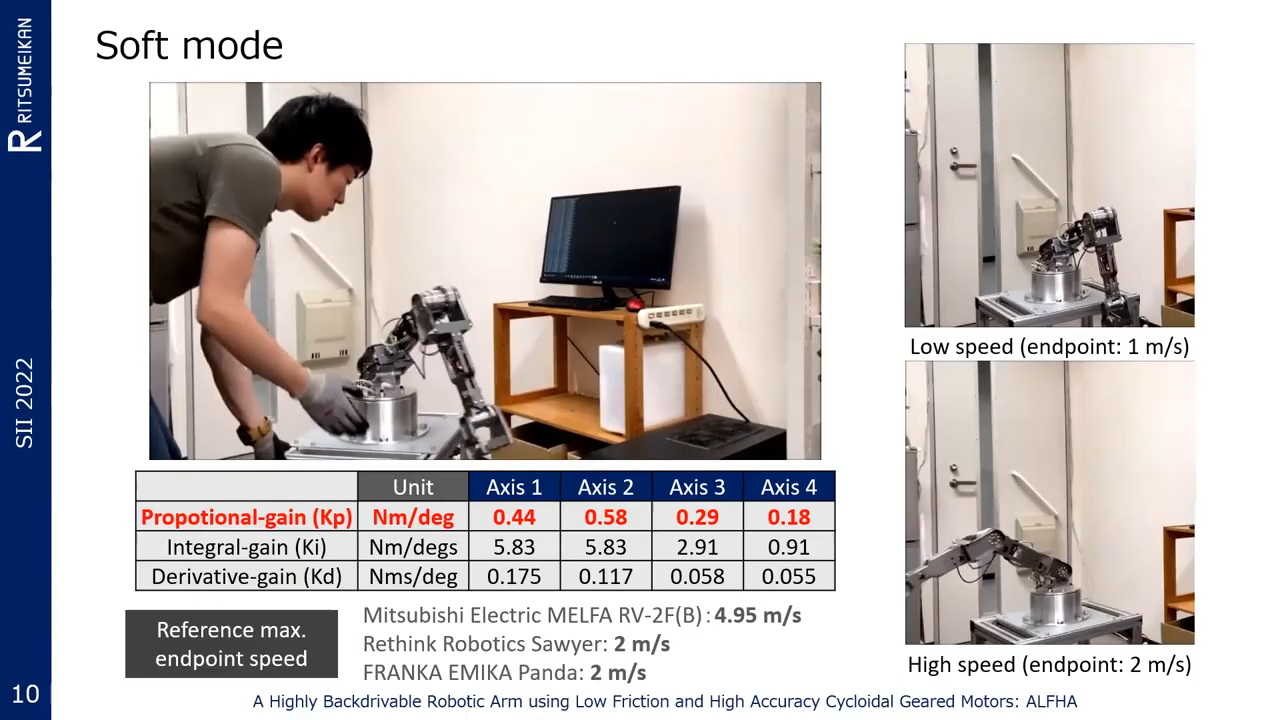 Soft mode
R RITSUMEIKAN
SII 2022
10
Low speed (endpoint: 1 m/s)
High speed (endpoint: 2 m/s)
Unit Axis 1 Axis 2 Axis 3 Axis 4
Propotional-gain (Kp) Nm/deg 0.44 0.58 0.29 0.18
Integral-gain (Ki) Nm/degs 5.83 5.83 2.91 0.91
Derivative-gain (Kd) Nms/deg 0.175 0.117 0.058 0.055
Reference max.
endpoint speed
Mitsubishi Electric MELFA RV-2F(B) : 4.95 m/s
Rethink Robotics Sawyer: 2 m/s
FRANKA EMIKA Panda: 2 m/s
A Highly Backdrivable Robotic Arm using Low Friction and High Accuracy Cycloidal Geared Motors: ALFHA